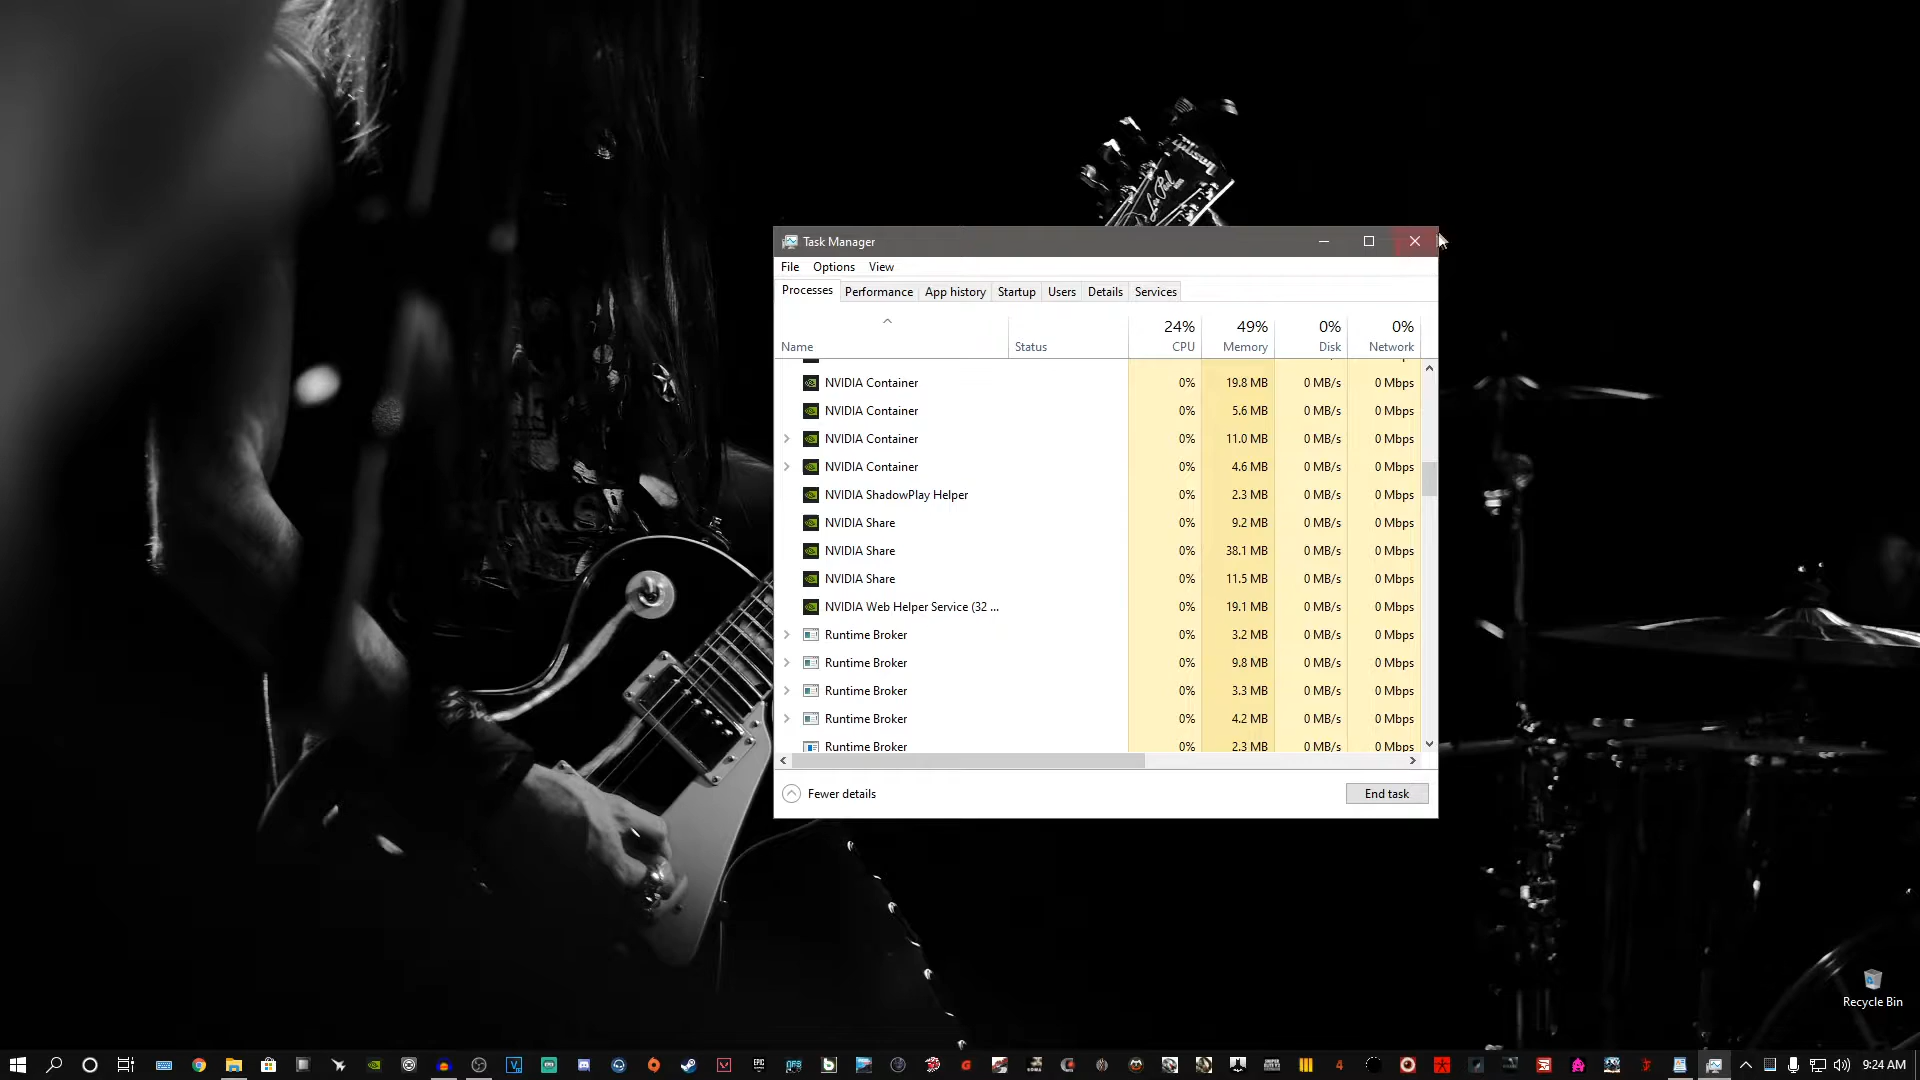 Gibson
Les Paul
Task Manager
File Options View
Processes Performance App history Startup Users Details Services
24% 49% 0% 0%
Name Status CPU Memory Disk Network
NVIDIA Container 0% 19.8 MB 0 MB/s 0 Mbps
NVIDIA Container 0% 5.6 MB 0 MB/s 0 Mbps
NVIDIA Container 0% 11.0 MB 0 MB/s 0 Mbps
NVIDIA Container 0% 4.6 MB 0 MB/s 0 Mbps
NVIDIA ShadowPlay Helper 0% 2.3 MB 0 MB/s 0 Mbps
NVIDIA Share 0% 9.2 MB 0 MB/s 0 Mbps
NVIDIA Share 0% 38.1 MB 0 MB/s 0 Mbps
NVIDIA Share 0% 11.5 MB 0 MB/s 0 Mbps
NVIDIA Web Helper Service (32 ... 0% 19.1 MB 0 MB/s 0 Mbps
Runtime Broker 0% 3.2 MB 0 MB/s 0 Mbps
Runtime Broker 0% 9.8 MB 0 MB/s 0 Mbps
Runtime Broker 0% 3.3 MB 0 MB/s 0 Mbps
Runtime Broker 0% 4.2 MB 0 MB/s 0 Mbps
Runtime Broker 0% 2.3 MB 0 MB/s 0 Mbps
Fewer details End task
Recycle Bin
EPIC 4 9:24 AM